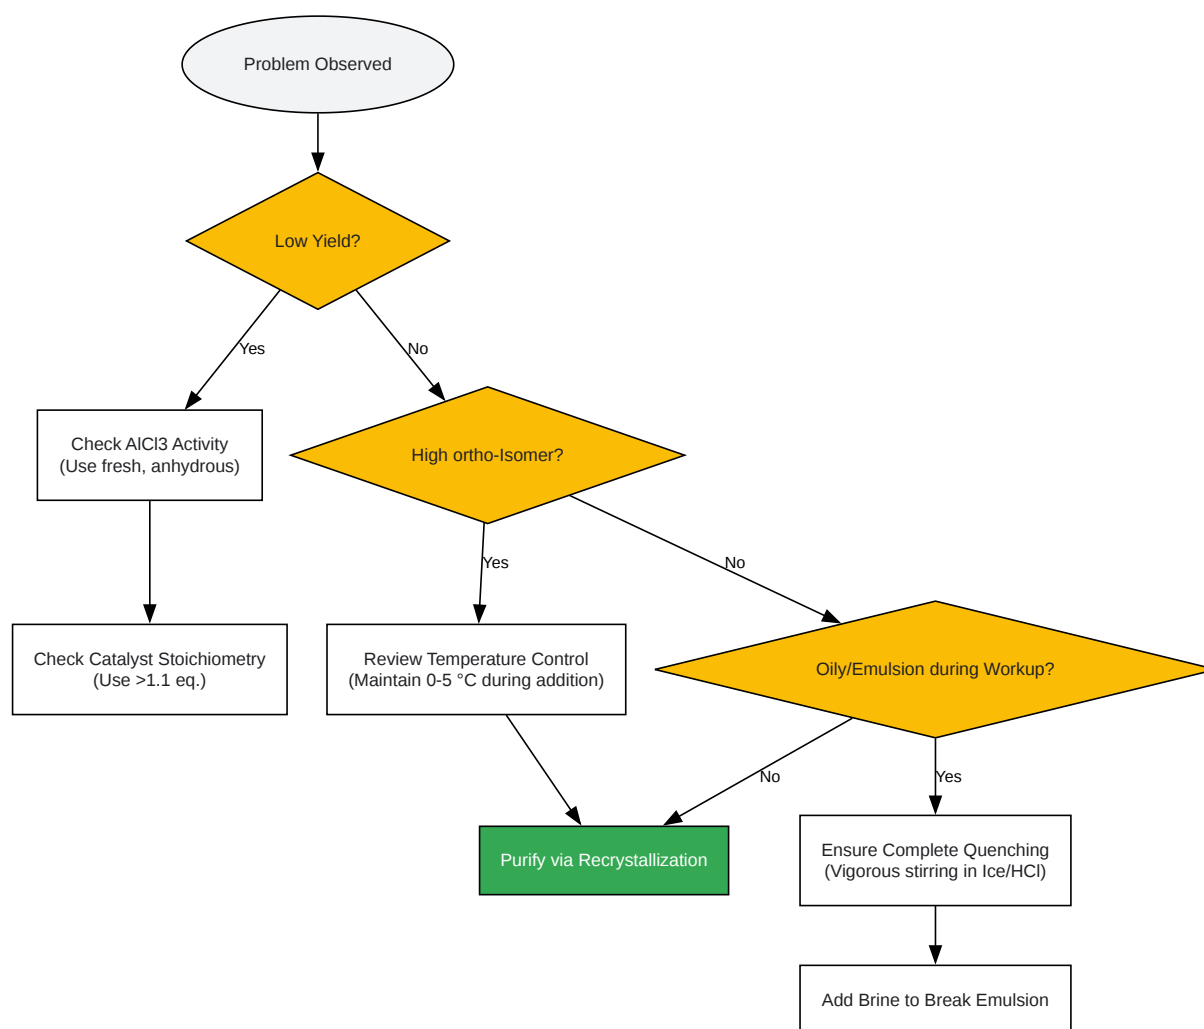 Problem Observed
Low Yield?
Yes
No
Check AlCl3 Activity
(Use fresh, anhydrous)
High ortho-Isomer?
Yes
No
Check Catalyst Stoichiometry
(Use >1.1 eq.)
Review Temperature Control
(Maintain 0-5 °C during addition)
Oily/Emulsion during Workup?
No
Yes
Purify via Recrystallization
Ensure Complete Quenching
(Vigorous stirring in Ice/HCl)
Add Brine to Break Emulsion